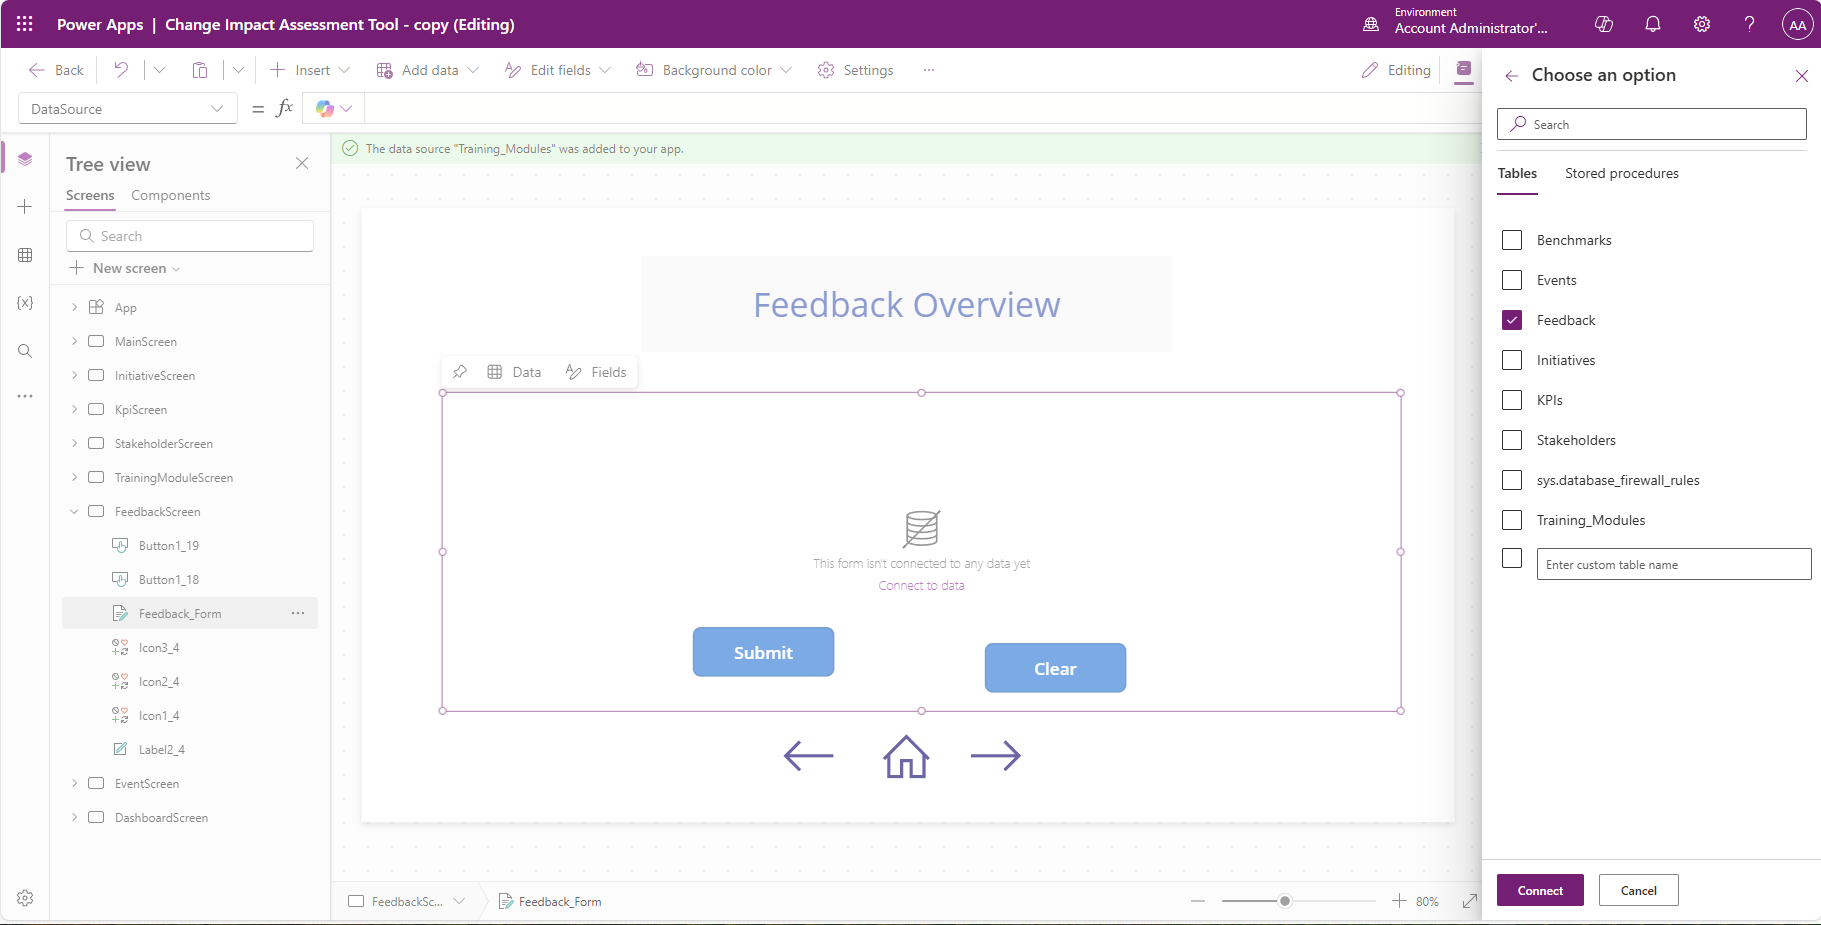 Power Apps | Change Impact Assessment Tool - copy (Editing)
Environment
Account Administrator'...
AA
Back
Insert
Add data
Edit fields
Background color
Settings
...
Editing
DataSource
= fx
Tree view
Screens
Components
Search
New screen
App
MainScreen
InitiativeScreen
KpiScreen
StakeholderScreen
TrainingModuleScreen
FeedbackScreen
Button1_19
Button1_18
Feedback_Form
Icon3_4
Icon2_4
Icon1_4
Label2_4
EventScreen
DashboardScreen
The data source "Training_Modules" was added to your app.
Feedback Overview
Data
Fields
This form isn't connected to any data yet
Connect to data
Submit
Clear
FeedbackSc...
Feedback_Form
80%
Choose an option
Search
Tables
Stored procedures
Benchmarks
Events
Feedback
Initiatives
KPIs
Stakeholders
sys.database_firewall_rules
Training_Modules
Enter custom table name
Connect
Cancel